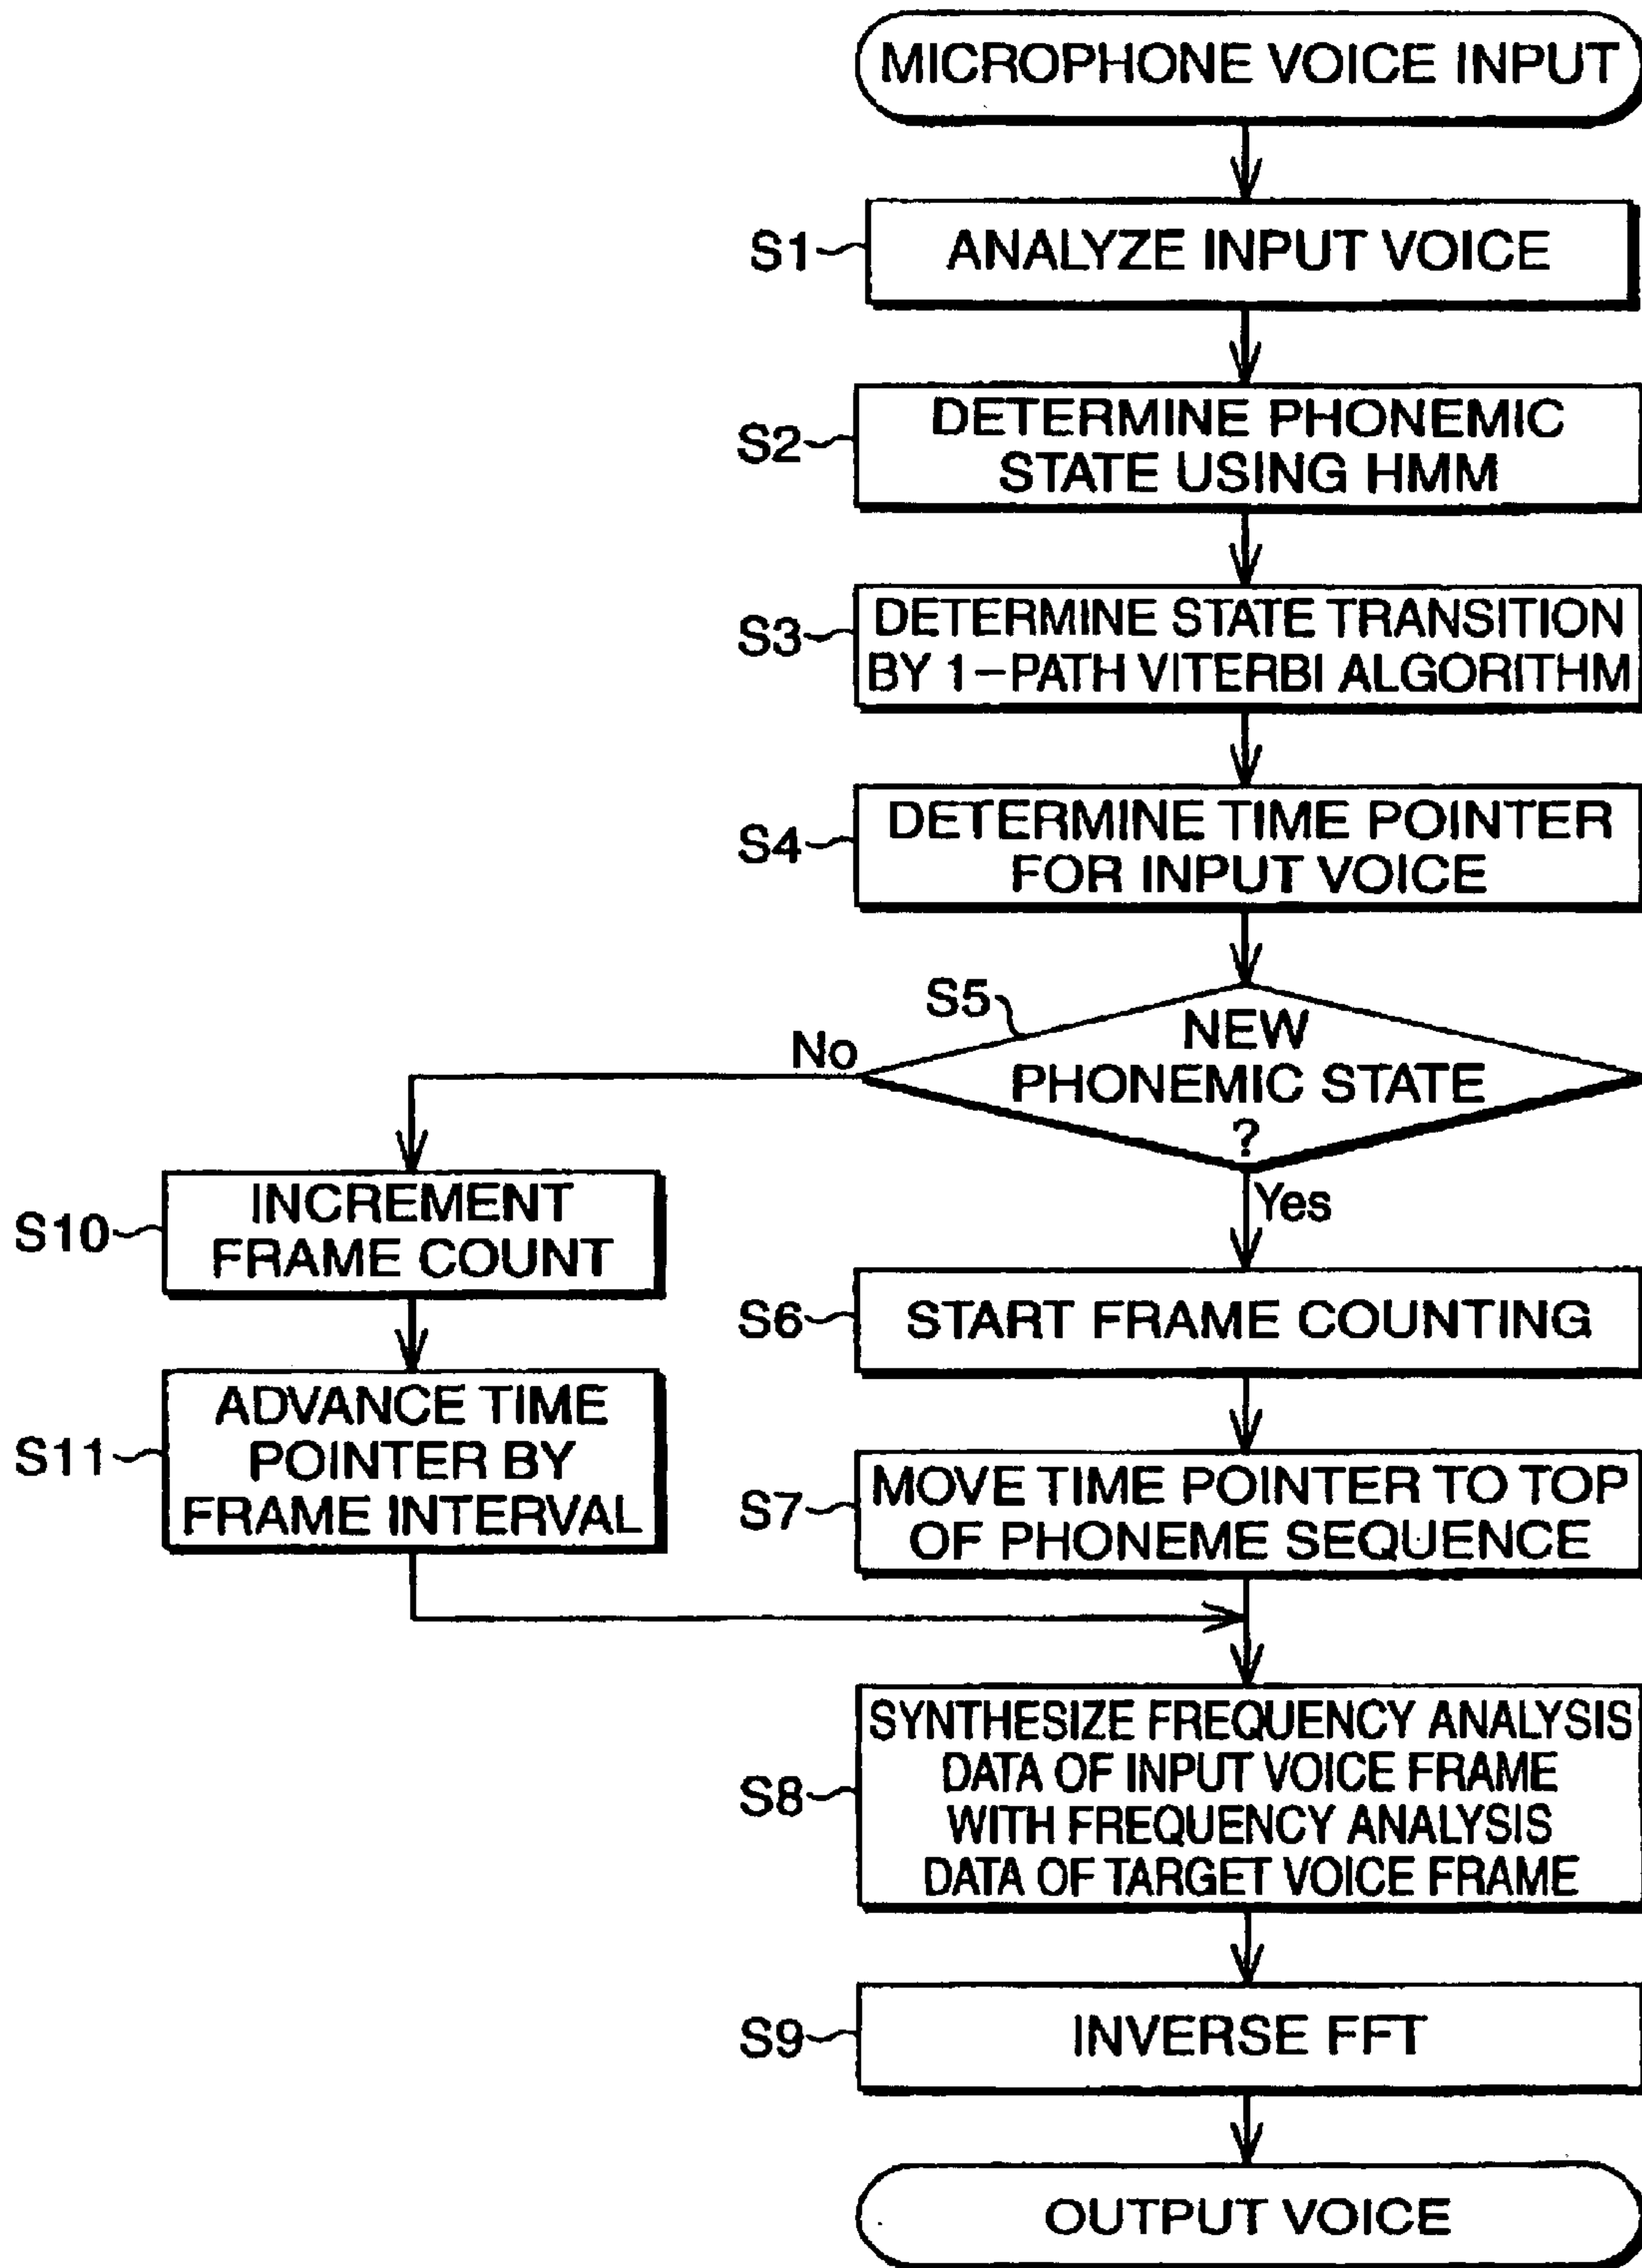 MICROPHONE VOICE INPUT
S1
ANALYZE INPUT VOICE
S2
DETERMINE PHONEMIC
STATE USING HMM
S3
DETERMINE STATE TRANSITION
BY 1-PATH VITERBI ALGORITHM
S4
DETERMINE TIME POINTER
FOR INPUT VOICE
S5
NEW
PHONEMIC STATE
?
No
Yes
S10
INCREMENT
FRAME COUNT
S11
ADVANCE TIME
POINTER BY
FRAME INTERVAL
S6
START FRAME COUNTING
S7
MOVE TIME POINTER TO TOP
OF PHONEME SEQUENCE
S8
SYNTHESIZE FREQUENCY ANALYSIS
DATA OF INPUT VOICE FRAME
WITH FREQUENCY ANALYSIS
DATA OF TARGET VOICE FRAME
S9
INVERSE FFT
OUTPUT VOICE